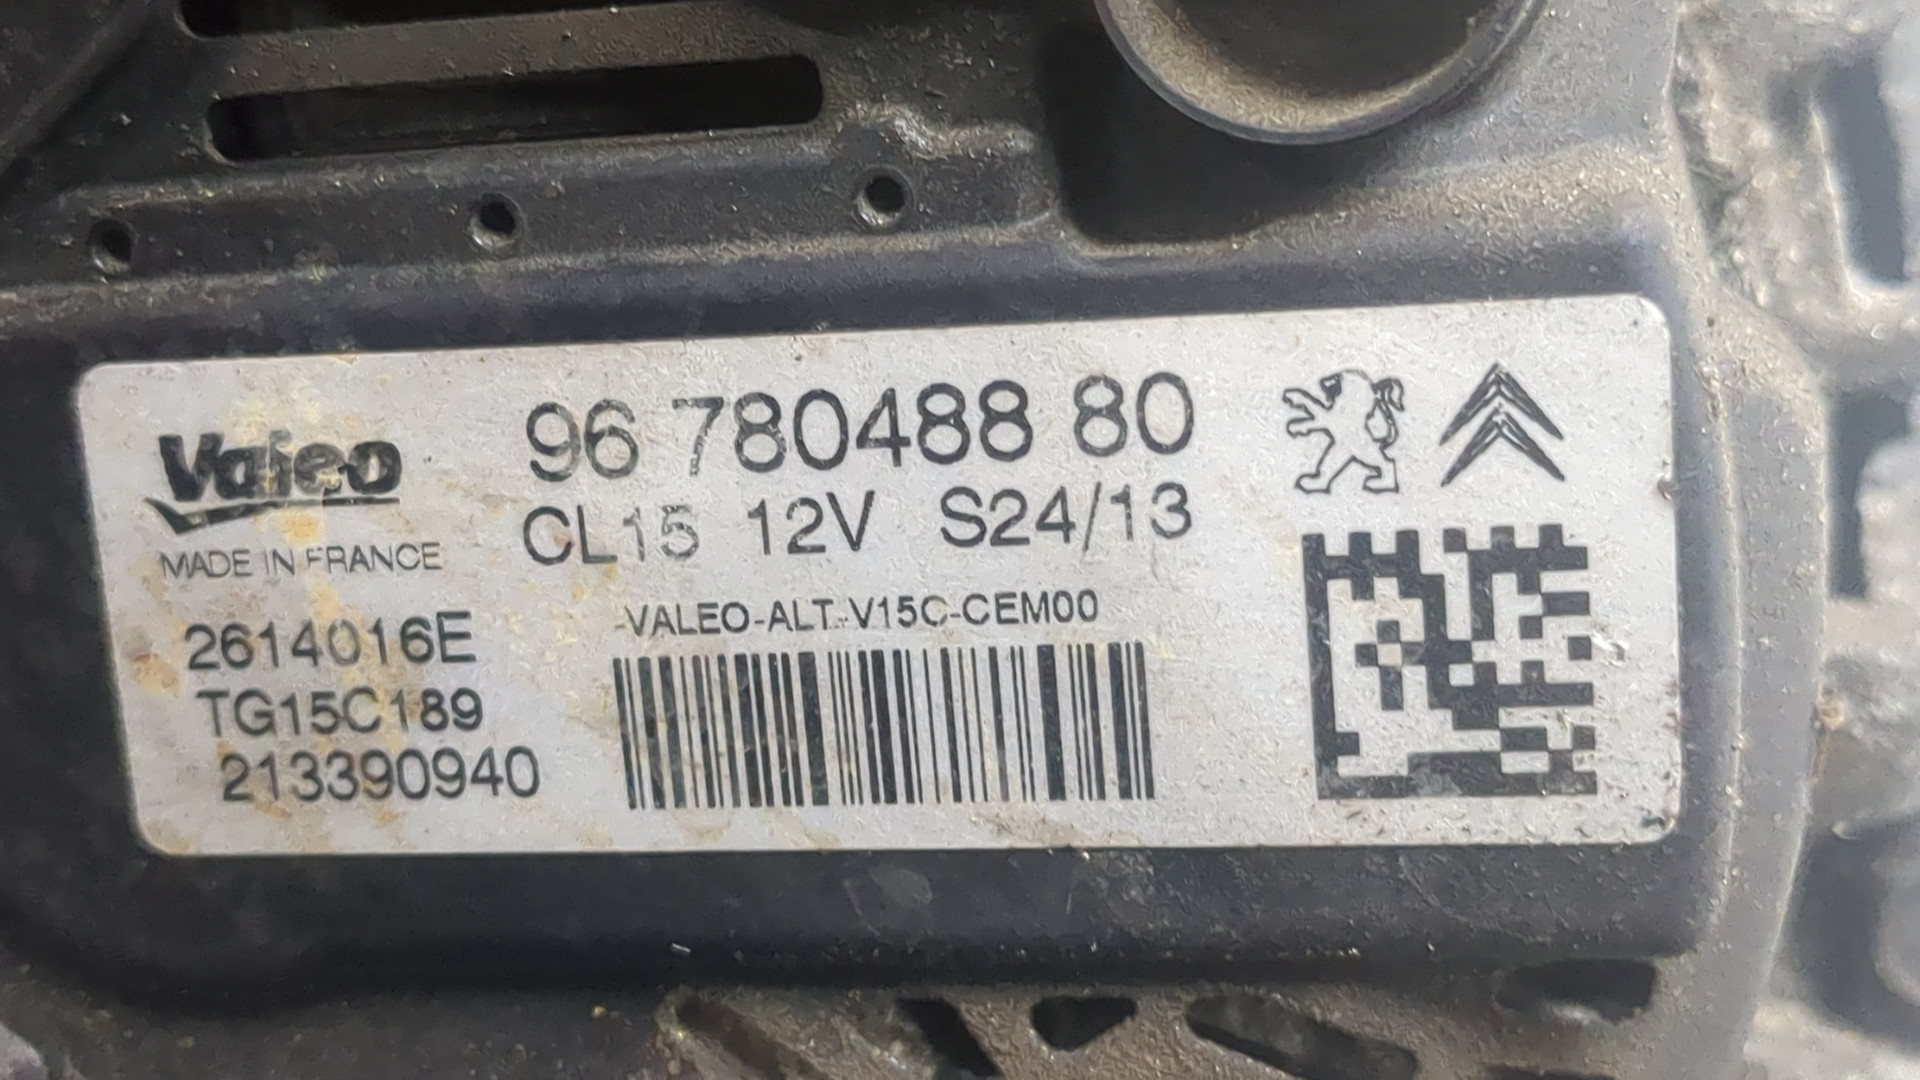 Valeo
MADE IN FRANCE
96 780488 80
CL15 12V S24/13
2614016E
TG15C189
213390940
-VALEO-ALT.-V15C-CEM00